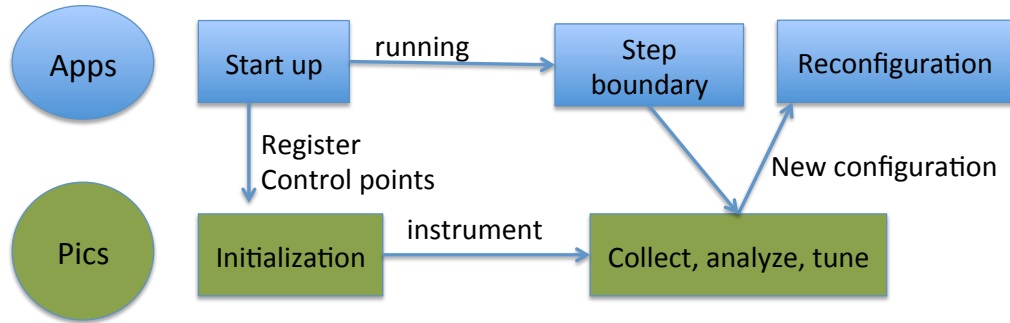 Apps
Start up
running
Step
boundary
Reconfiguration
Register
Control points
New configuration
Pics
Initialization
instrument
Collect, analyze, tune